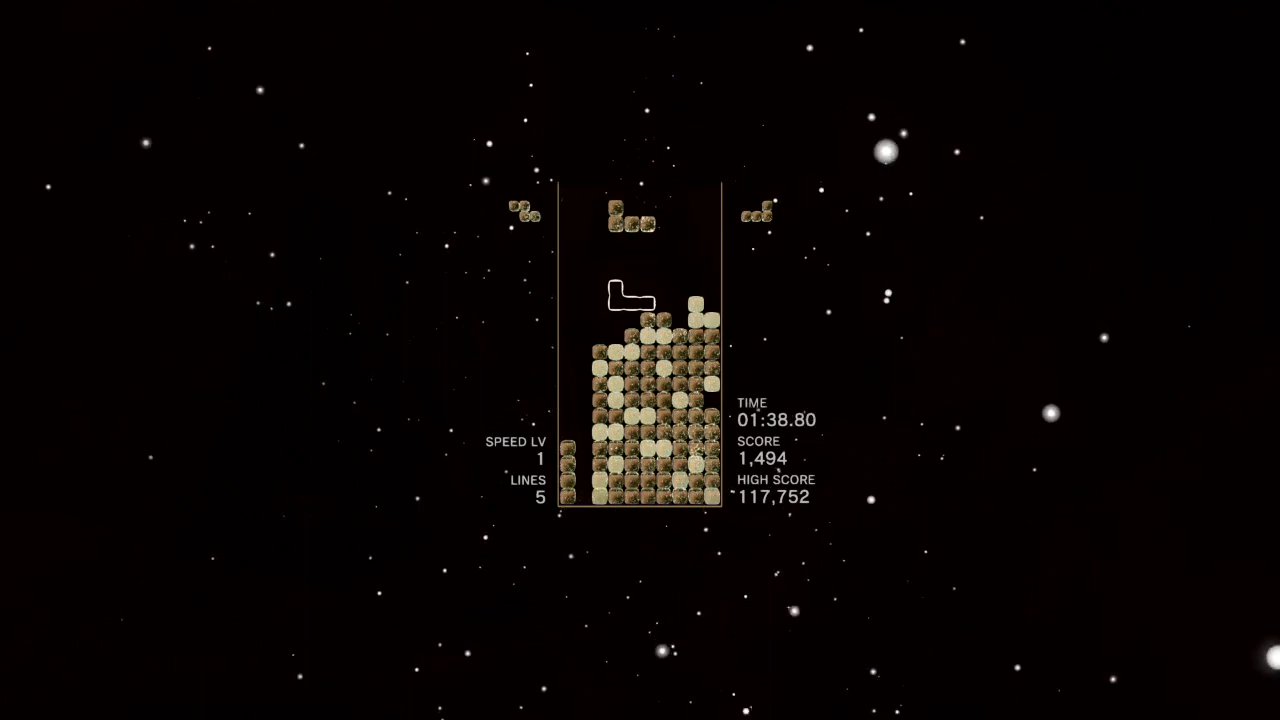 TIME
01:38.80
SPEED LV
1
SCORE
1,494
LINES
5
HIGH SCORE
117,752